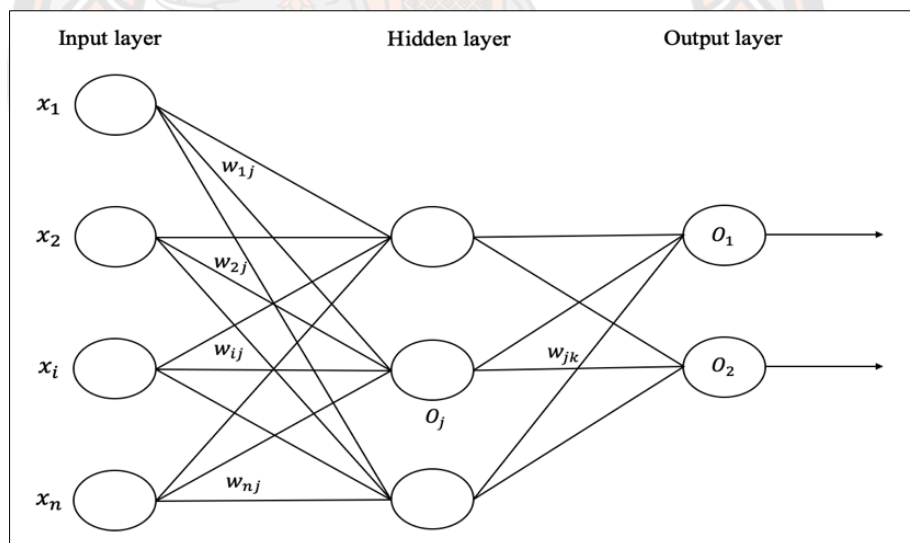 Input layer Hidden layer Output layer
x₁
w₁ⱼ
x₂
O₁
w₂ⱼ
wᵢⱼ
wⱼₖ
xᵢ
O₂
Oⱼ
wₙⱼ
xₙ